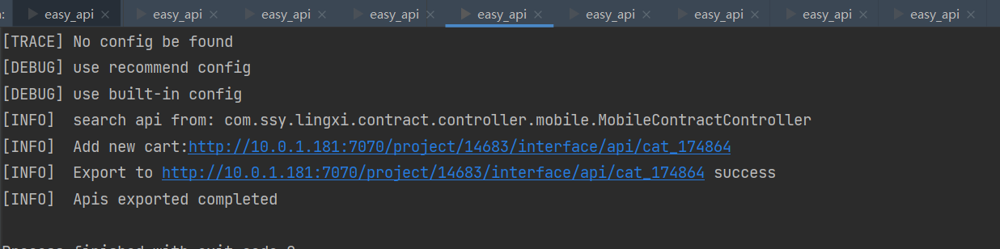 easy_api × easy_api × easy_api × easy_api × easy_api × easy_api × easy_api × easy_api × easy_api ×
[TRACE] No config be found
[DEBUG] use recommend config
[DEBUG] use built-in config
[INFO] search api from: com.ssy.lingxi.contract.controller.mobile.MobileContractController
[INFO] Add new cart:http://10.0.1.181:7070/project/14683/interface/api/cat_174864
[INFO] Export to http://10.0.1.181:7070/project/14683/interface/api/cat_174864 success
[INFO] Apis exported completed
Process finished with exit code